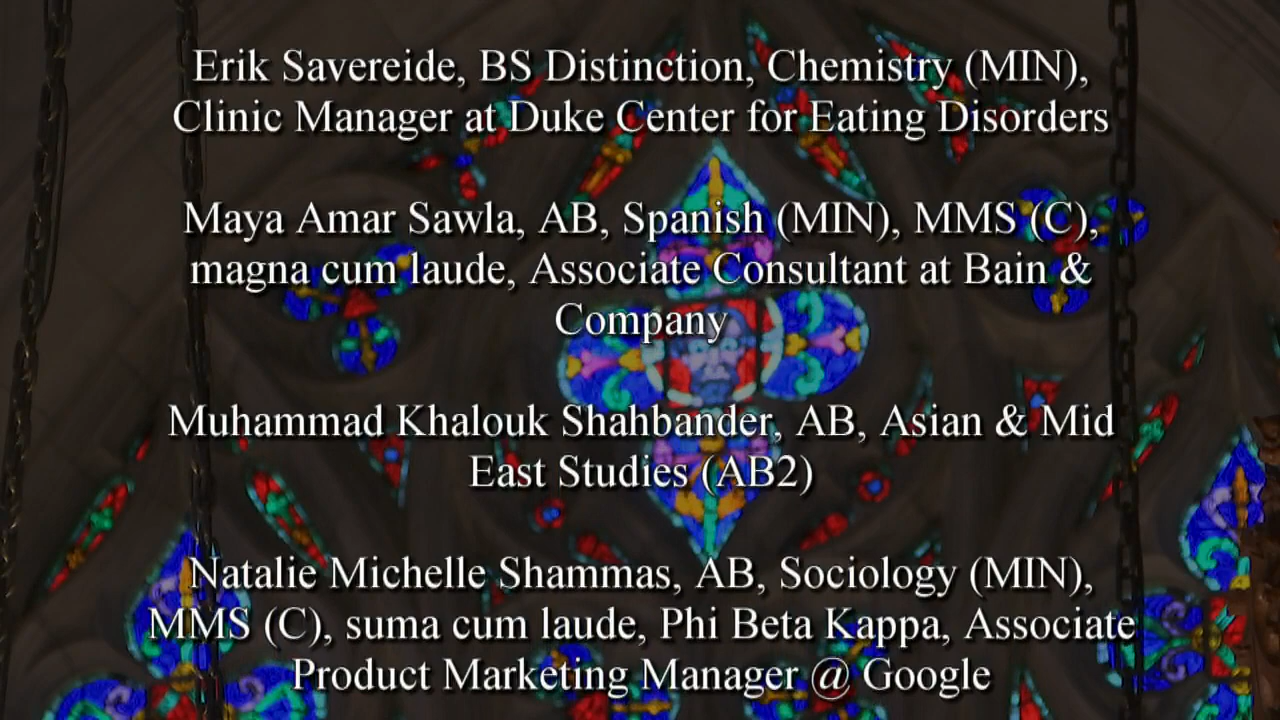 Erik Savereide, BS Distinction, Chemistry (MIN),
Clinic Manager at Duke Center for Eating Disorders
Maya Amar Sawla, AB, Spanish (MIN), MMS (C),
magna cum laude, Associate Consultant at Bain &
Company
Muhammad Khalouk Shahbander, AB, Asian & Mid
East Studies (AB2)
Natalie Michelle Shammas, AB, Sociology (MIN),
MMS (C), suma cum laude, Phi Beta Kappa, Associate
Product Marketing Manager @ Google